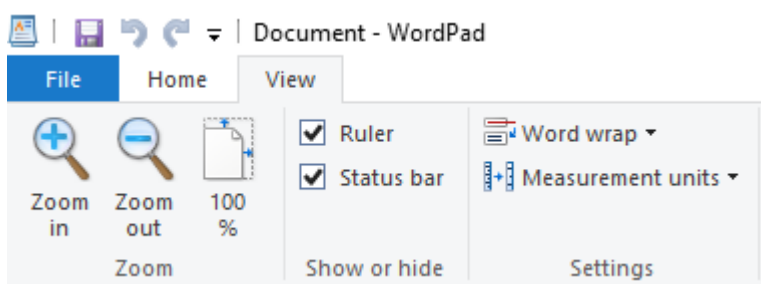 Document - WordPad
File Home View
Zoom in
Zoom out
100 %
Zoom
Ruler
Status bar
Show or hide
Word wrap
Measurement units
Settings